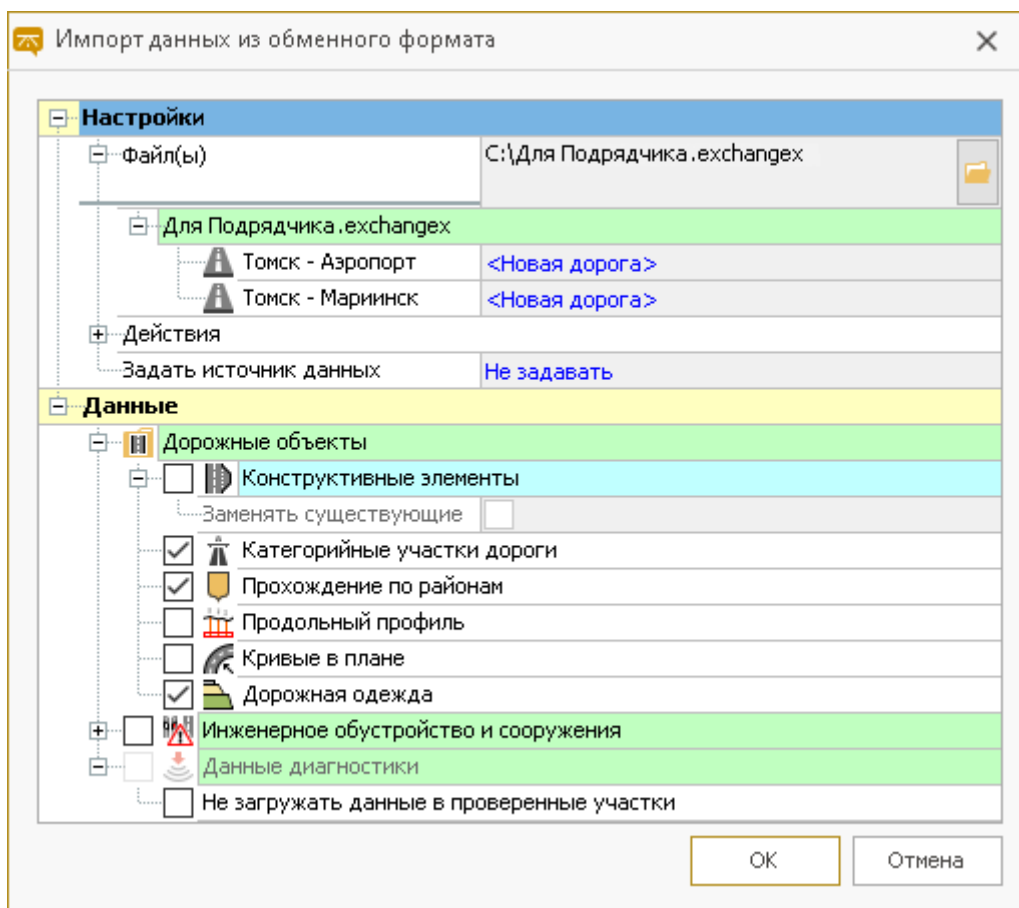 Импорт данных из обменного формата
Настройки
Файл(ы) C:\Для Подрядчика.exchangex
Для Подрядчика.exchangex
Томск - Аэропорт <Новая дорога>
Томск - Мариинск <Новая дорога>
Действия
Задать источник данных Не задавать
Данные
Дорожные объекты
Конструктивные элементы
Заменять существующие
Категорийные участки дороги
Прохождение по районам
Продольный профиль
Кривые в плане
Дорожная одежда
Инженерное обустройство и сооружения
Данные диагностики
Не загружать данные в проверенные участки
ОК Отмена